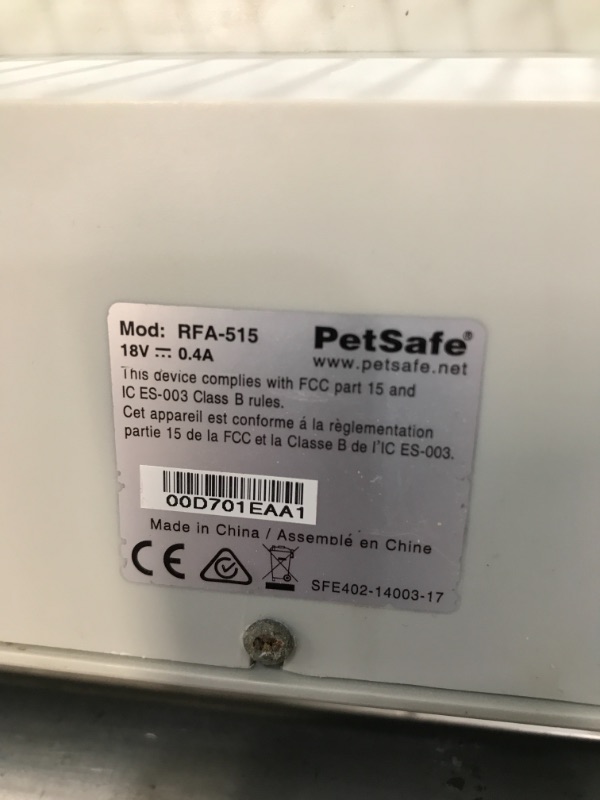 Mod: RFA-515
18V ⎓ 0.4A
PetSafe®
www.petsafe.net
This device complies with FCC part 15 and
IC ES-003 Class B rules.
Cet appareil est conforme á la règlementation
partie 15 de la FCC et la Classe B de l'IC ES-003.
00D701EAA1
Made in China / Assemblé en Chine
CE
SFE402-14003-17